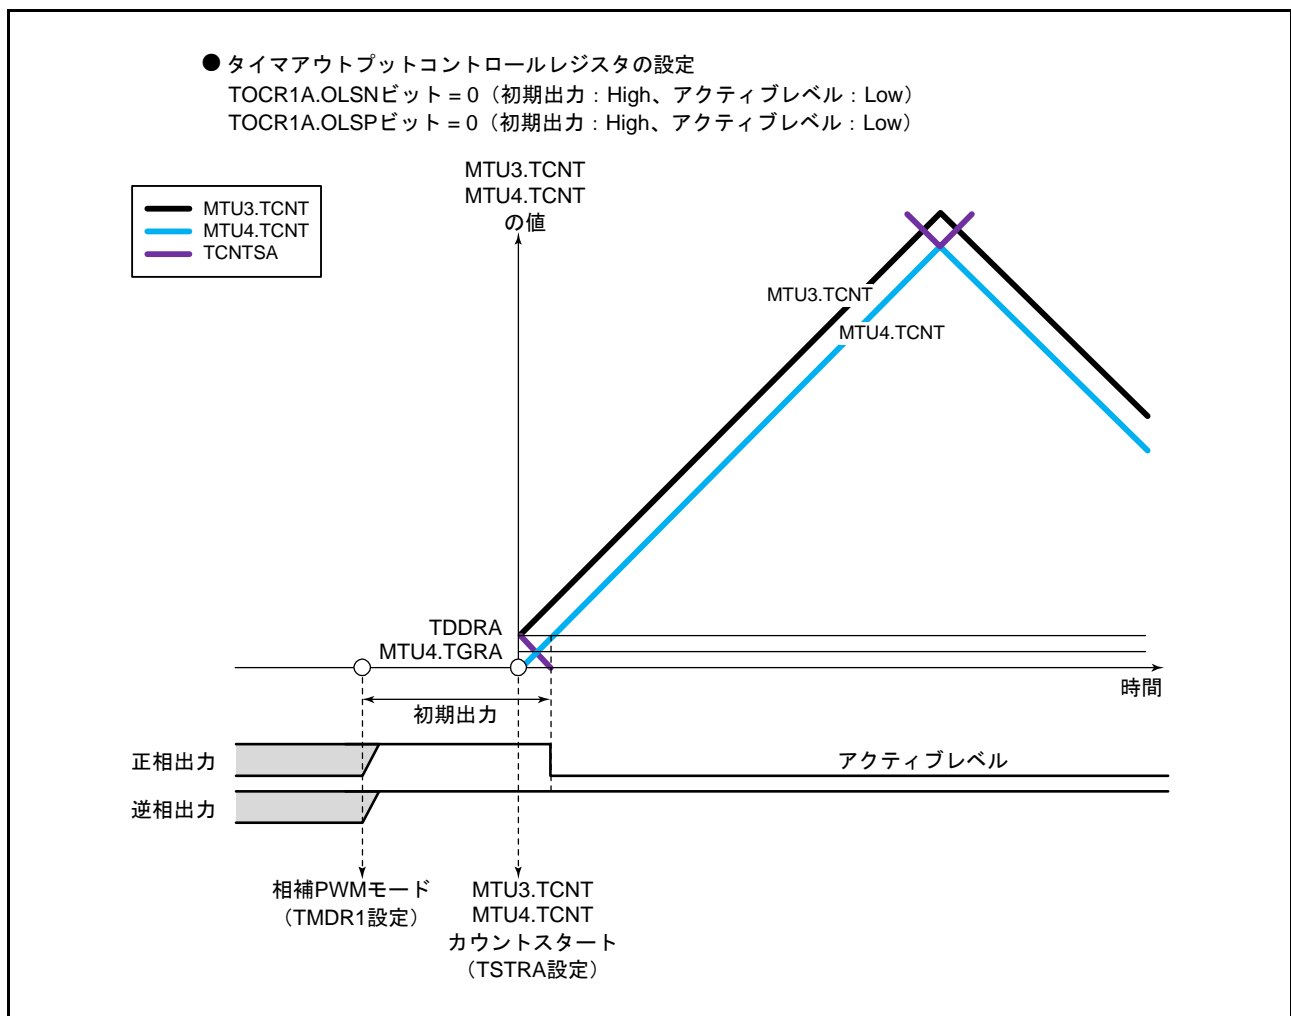 ● タイマアウトプットコントロールレジスタの設定
TOCR1A.OLSNビット = 0（初期出力：High、アクティブレベル：Low）
TOCR1A.OLSPビット = 0（初期出力：High、アクティブレベル：Low）
MTU3.TCNT
MTU4.TCNT
の値
MTU3.TCNT
MTU4.TCNT
TCNTSA
MTU3.TCNT
MTU4.TCNT
TDDRA
MTU4.TGRA
時間
初期出力
正相出力
アクティブレベル
逆相出力
相補PWMモード
（TMDR1設定）
MTU3.TCNT
MTU4.TCNT
カウントスタート
（TSTRA設定）